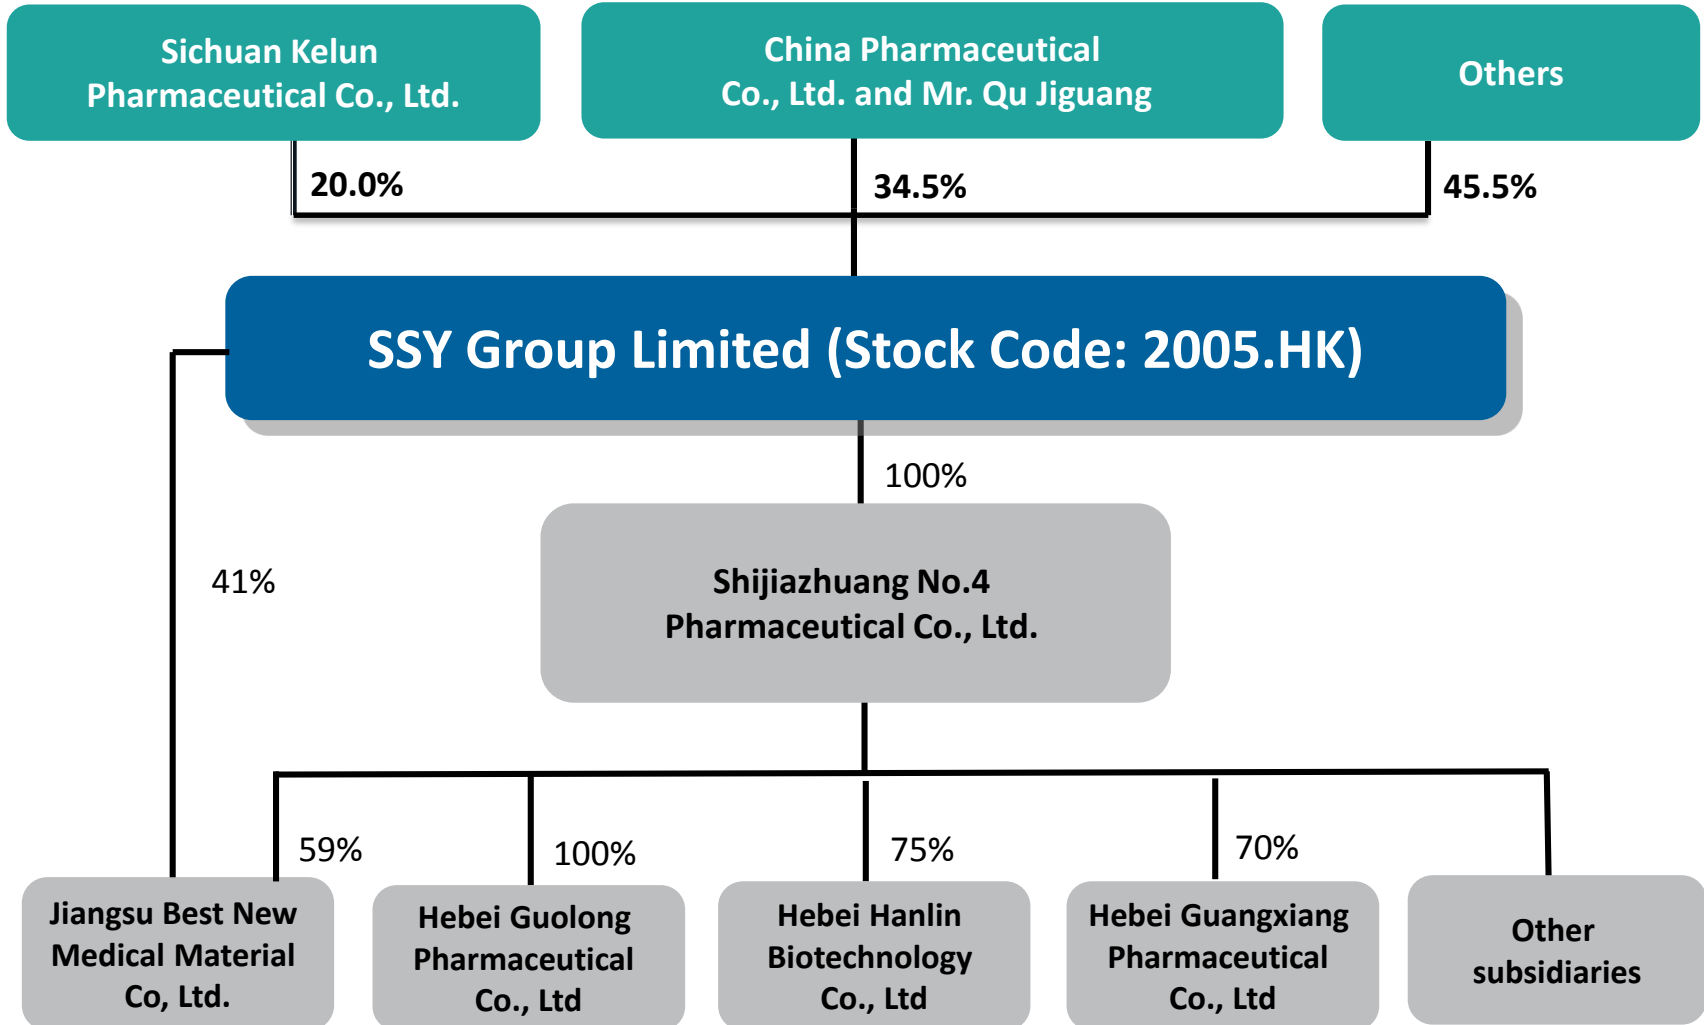 Sichuan Kelun
Pharmaceutical Co., Ltd.
China Pharmaceutical
Co., Ltd. and Mr. Qu Jiguang
Others
20.0%
34.5%
45.5%
SSY Group Limited (Stock Code: 2005.HK)
100%
41%
Shijiazhuang No.4
Pharmaceutical Co., Ltd.
59%
100%
75%
70%
Jiangsu Best New
Medical Material
Co, Ltd.
Hebei Guolong
Pharmaceutical
Co., Ltd
Hebei Hanlin
Biotechnology
Co., Ltd
Hebei Guangxiang
Pharmaceutical
Co., Ltd
Other
subsidiaries